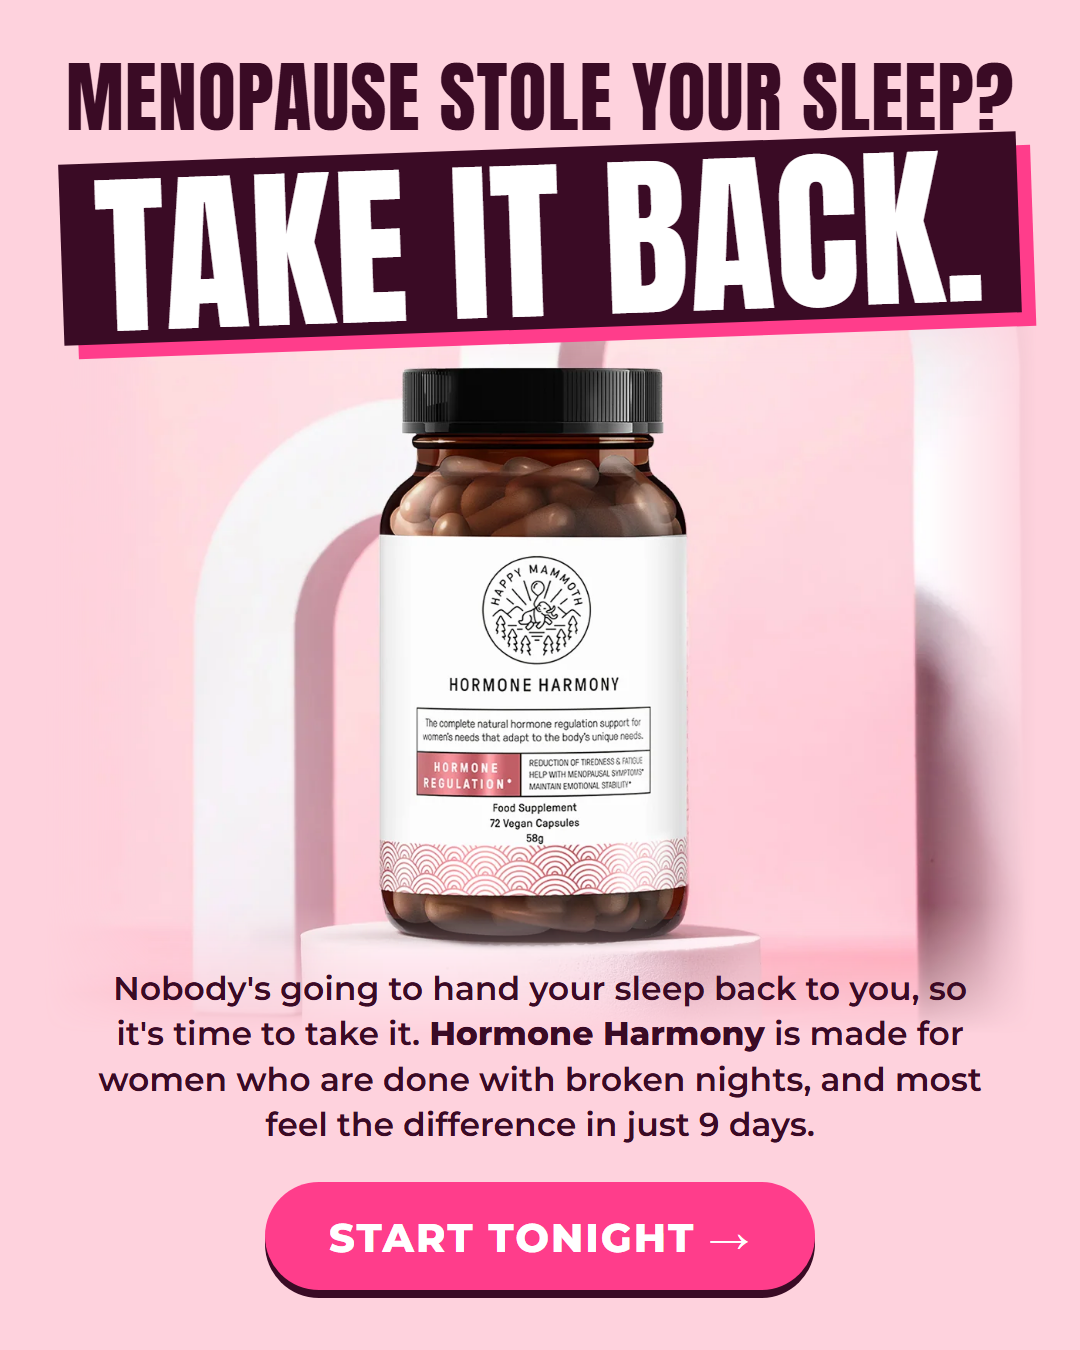 MENOPAUSE STOLE YOUR SLEEP?
TAKE IT BACK.
HAPPY MAMMOTH
HORMONE HARMONY
The complete natural hormone regulation support for
women's needs that adapt to the body's unique needs.
HORMONE
REGULATION*
REDUCTION OF TIREDNESS & FATIGUE
HELP WITH MENOPAUSAL SYMPTOMS*
MAINTAIN EMOTIONAL STABILITY*
Food Supplement
72 Vegan Capsules
58g
Nobody's going to hand your sleep back to you, so
it's time to take it. Hormone Harmony is made for
women who are done with broken nights, and most
feel the difference in just 9 days.
START TONIGHT →